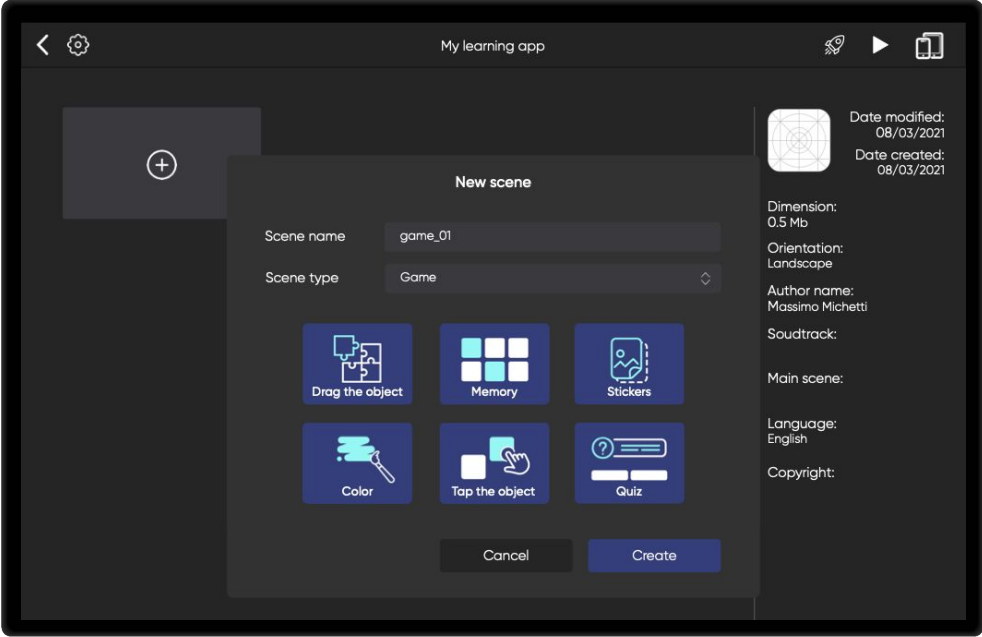 My learning app
New scene
Scene name
game_01
Scene type
Game
Drag the object
Memory
Stickers
Color
Tap the object
Quiz
Cancel
Create
Date modified:
08/03/2021
Date created:
08/03/2021
Dimension:
0.5 Mb
Orientation:
Landscape
Author name:
Massimo Michetti
Soudtrack:
Main scene:
Language:
English
Copyright: